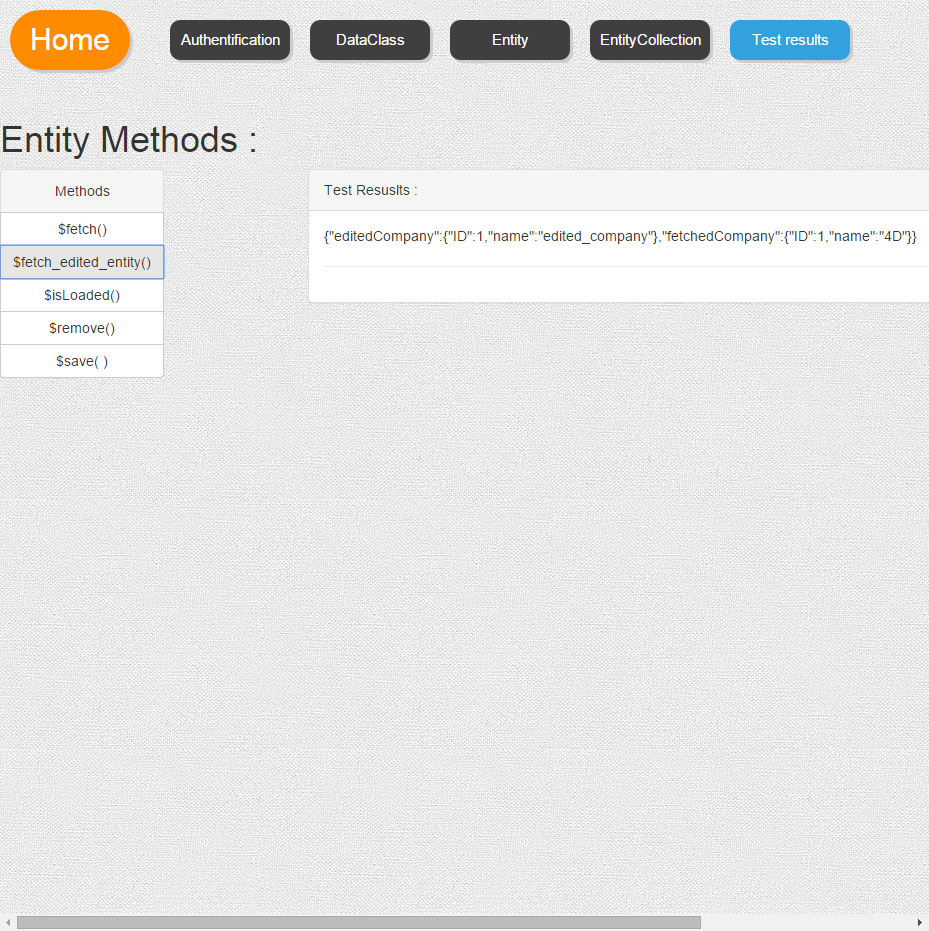 Home
Authentification
DataClass
Entity
EntityCollection
Test results
Entity Methods :
Methods
$fetch()
$fetch_edited_entity()
$isLoaded()
$remove()
$save( )
Test Resuslts :
{"editedCompany":{"ID":1,"name":"edited_company"},"fetchedCompany":{"ID":1,"name":"4D"}}